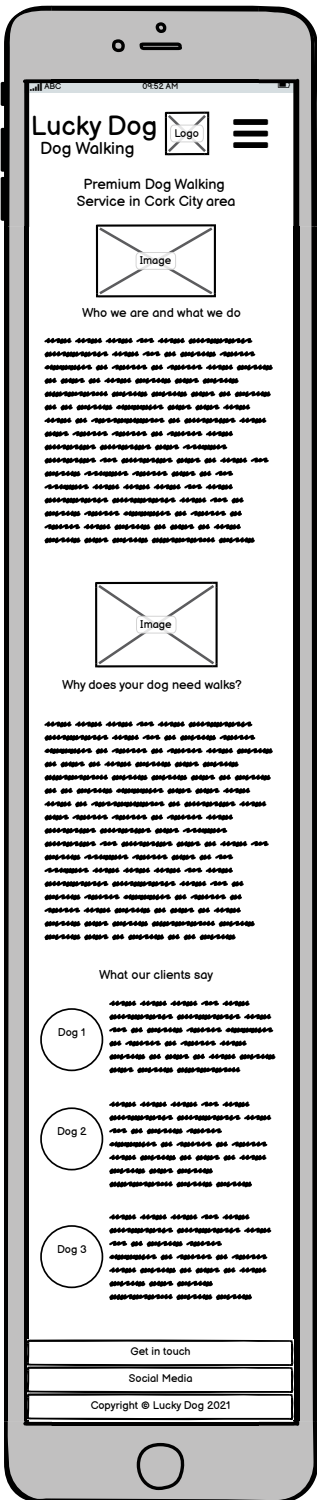 ABC 09:52 AM
Lucky Dog
Dog Walking
Logo
Premium Dog Walking
Service in Cork City area
Image
Who we are and what we do
Image
Why does your dog need walks?
What our clients say
Dog 1
Dog 2
Dog 3
Get in touch
Social Media
Copyright © Lucky Dog 2021